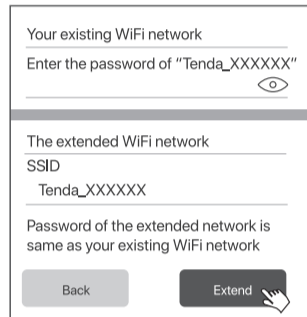 Your existing WiFi network
Enter the password of “Tenda_XXXXXX”
The extended WiFi network
SSID
Tenda_XXXXXX
Password of the extended network is
same as your existing WiFi network
Back
Extend